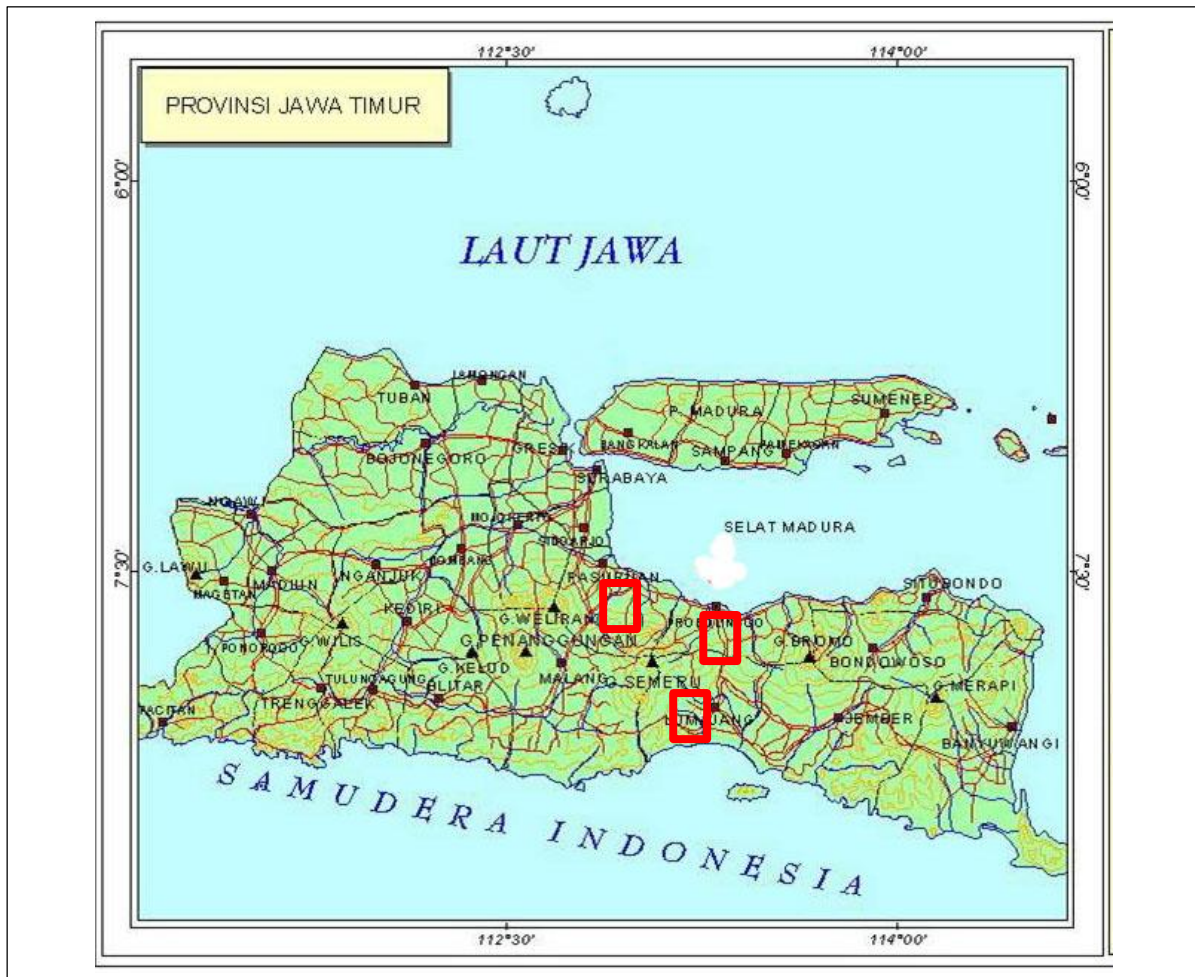 112°30' 114°00'
PROVINSI JAWA TIMUR
6°00' 6°00'
LAUT JAWA
LAMONGAN
TUBAN
P. MADURA SUMENEP
GRESIK BANGKALAN SAMPANG PAMEKASAN
BOJONEGORO
SURABAYA
NGAWI
MOJOKERTO SELAT MADURA
SIDOARJO
JOMBANG
7°30' G.LAWU MADIUN NGANJUK PASURUAN SITUBONDO 7°30'
MAGETAN
KEDIRI G.WELIRANG PROBOLINGGO
PONOROGO G.WILIS G.PENANGGUNGAN G.BROMO
G.KELUD MALANG BONDOWOSO
TRENGGALEK TULUNGAGUNG BLITAR G.SEMERU G.MERAPI
PACITAN LUMAJANG JEMBER
BANYUWANGI
SAMUDERA INDONESIA
112°30' 114°00'